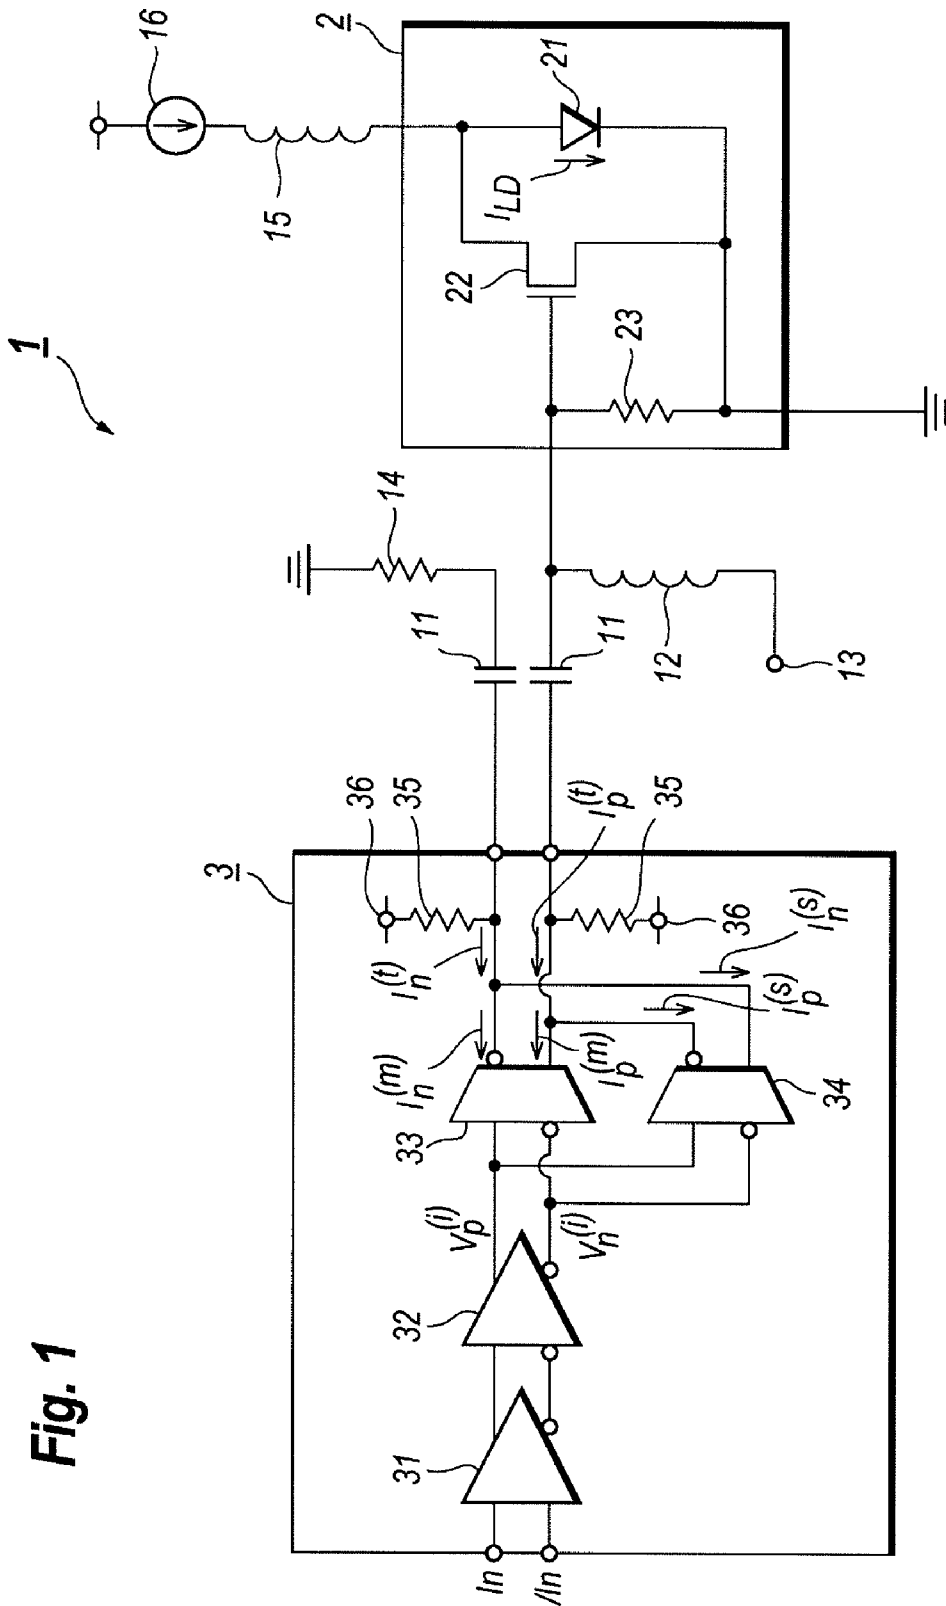 Fig. 1
1
16
15
2
21
I_LD
22
23
14
11
11
12
13
3
36
35
I_p^(t)
35
36
I_n^(t)
I_n^(s)
I_p^(s)
I_n^(m)
I_p^(m)
33
34
V_p^(i)
V_n^(i)
32
31
In
/In